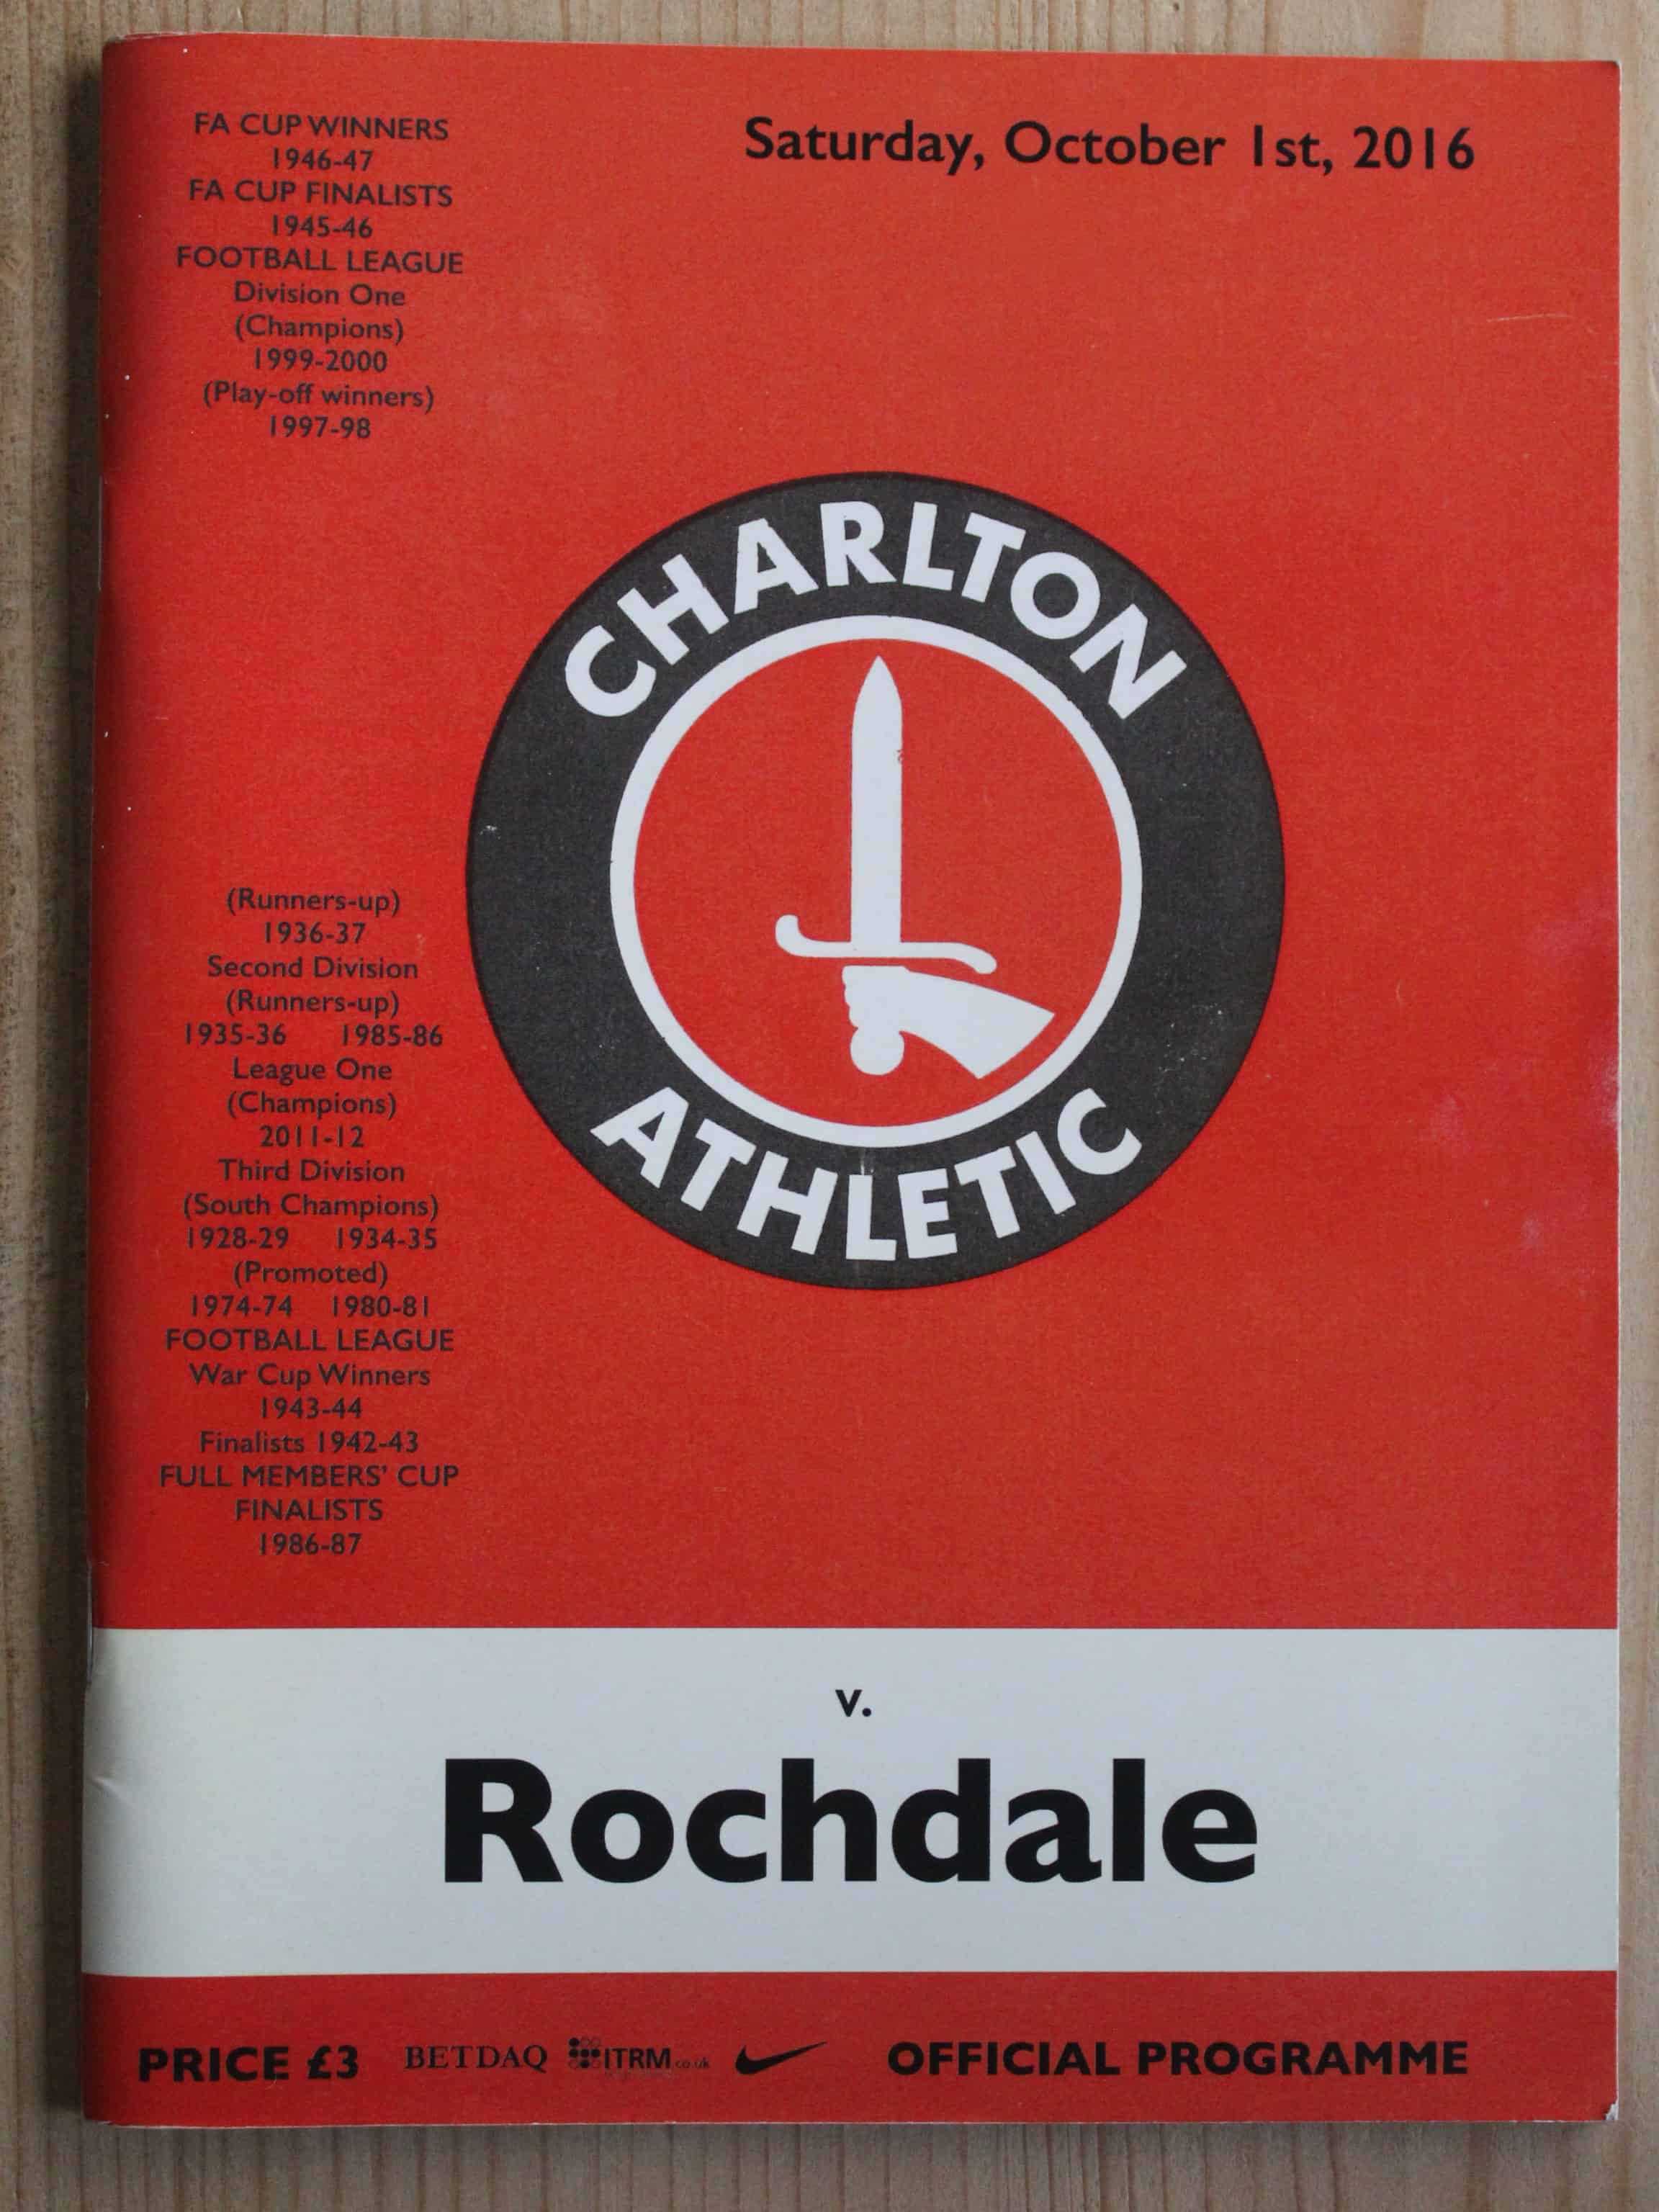 FA CUP WINNERS
1946-47
FA CUP FINALISTS
1945-46
FOOTBALL LEAGUE
Division One
(Champions)
1999-2000
(Play-off winners)
1997-98
Saturday, October 1st, 2016
CHARLTON
ATHLETIC
(Runners-up)
1936-37
Second Division
(Runners-up)
1935-36 1985-86
League One
(Champions)
2011-12
Third Division
(South Champions)
1928-29 1934-35
(Promoted)
1974-74 1980-81
FOOTBALL LEAGUE
War Cup Winners
1943-44
Finalists 1942-43
FULL MEMBERS' CUP
FINALISTS
1986-87
v.
Rochdale
PRICE £3 BETDAQ ITRM.co.uk OFFICIAL PROGRAMME